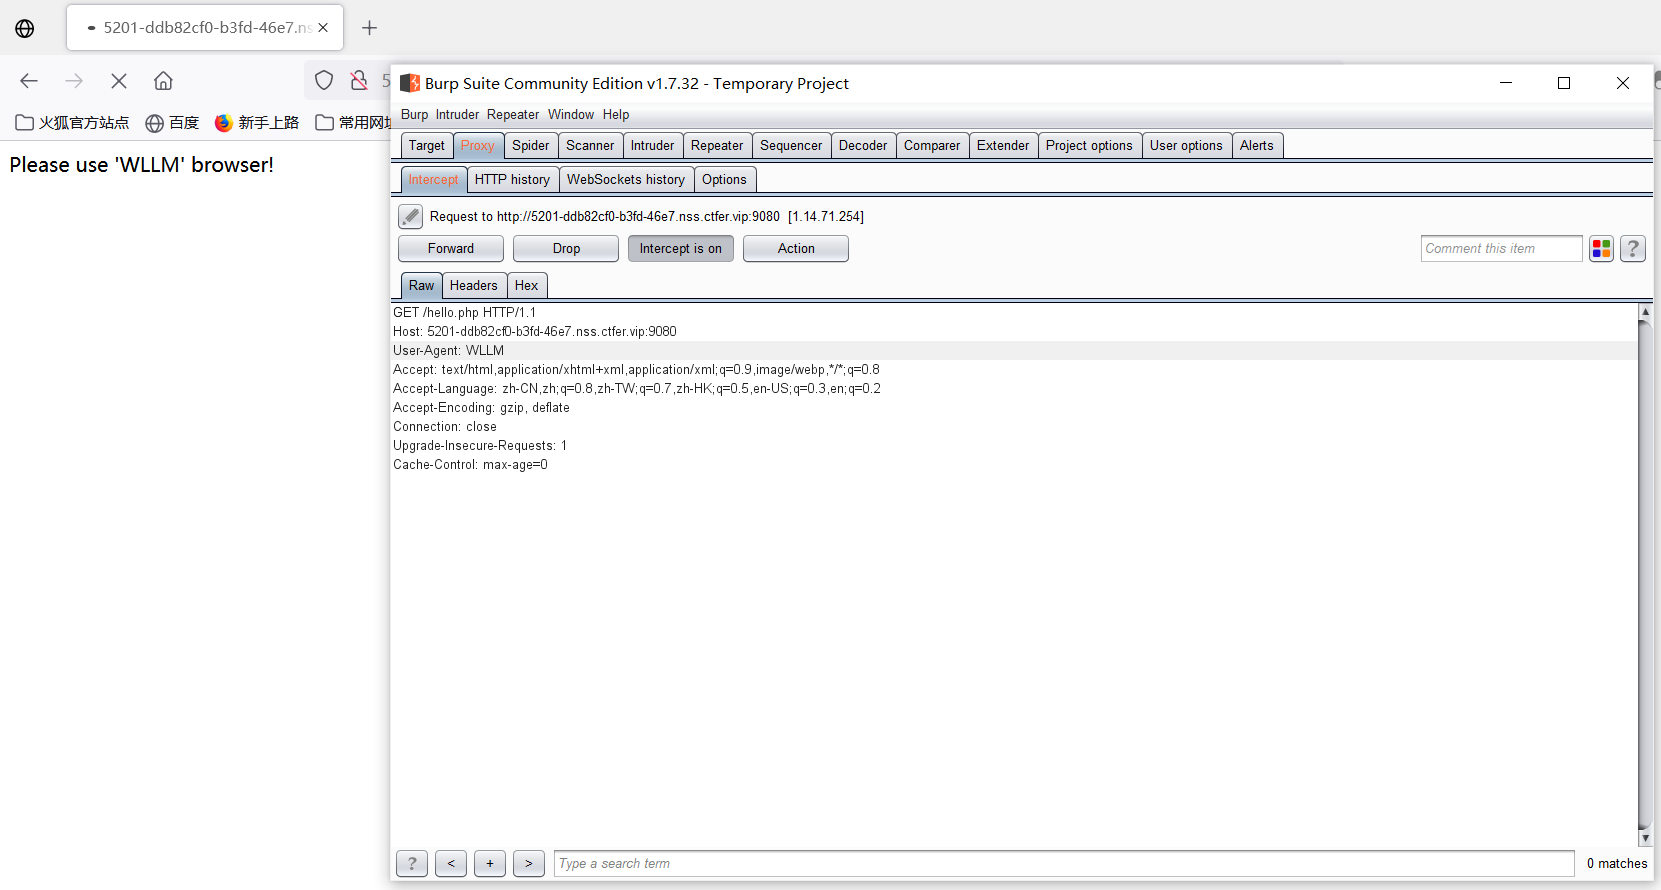 5201-ddb82cf0-b3fd-46e7.ns
5
火狐官方站点 百度 新手上路 常用网址
Please use 'WLLM' browser!
Burp Suite Community Edition v1.7.32 - Temporary Project
Burp Intruder Repeater Window Help
Target Proxy Spider Scanner Intruder Repeater Sequencer Decoder Comparer Extender Project options User options Alerts
Intercept HTTP history WebSockets history Options
Request to http://5201-ddb82cf0-b3fd-46e7.nss.ctfer.vip:9080 [1.14.71.254]
Forward Drop Intercept is on Action Comment this item ?
Raw Headers Hex
GET /hello.php HTTP/1.1
Host: 5201-ddb82cf0-b3fd-46e7.nss.ctfer.vip:9080
User-Agent: WLLM
Accept: text/html,application/xhtml+xml,application/xml;q=0.9,image/webp,*/*;q=0.8
Accept-Language: zh-CN,zh;q=0.8,zh-TW;q=0.7,zh-HK;q=0.5,en-US;q=0.3,en;q=0.2
Accept-Encoding: gzip, deflate
Connection: close
Upgrade-Insecure-Requests: 1
Cache-Control: max-age=0
? < + > Type a search term 0 matches